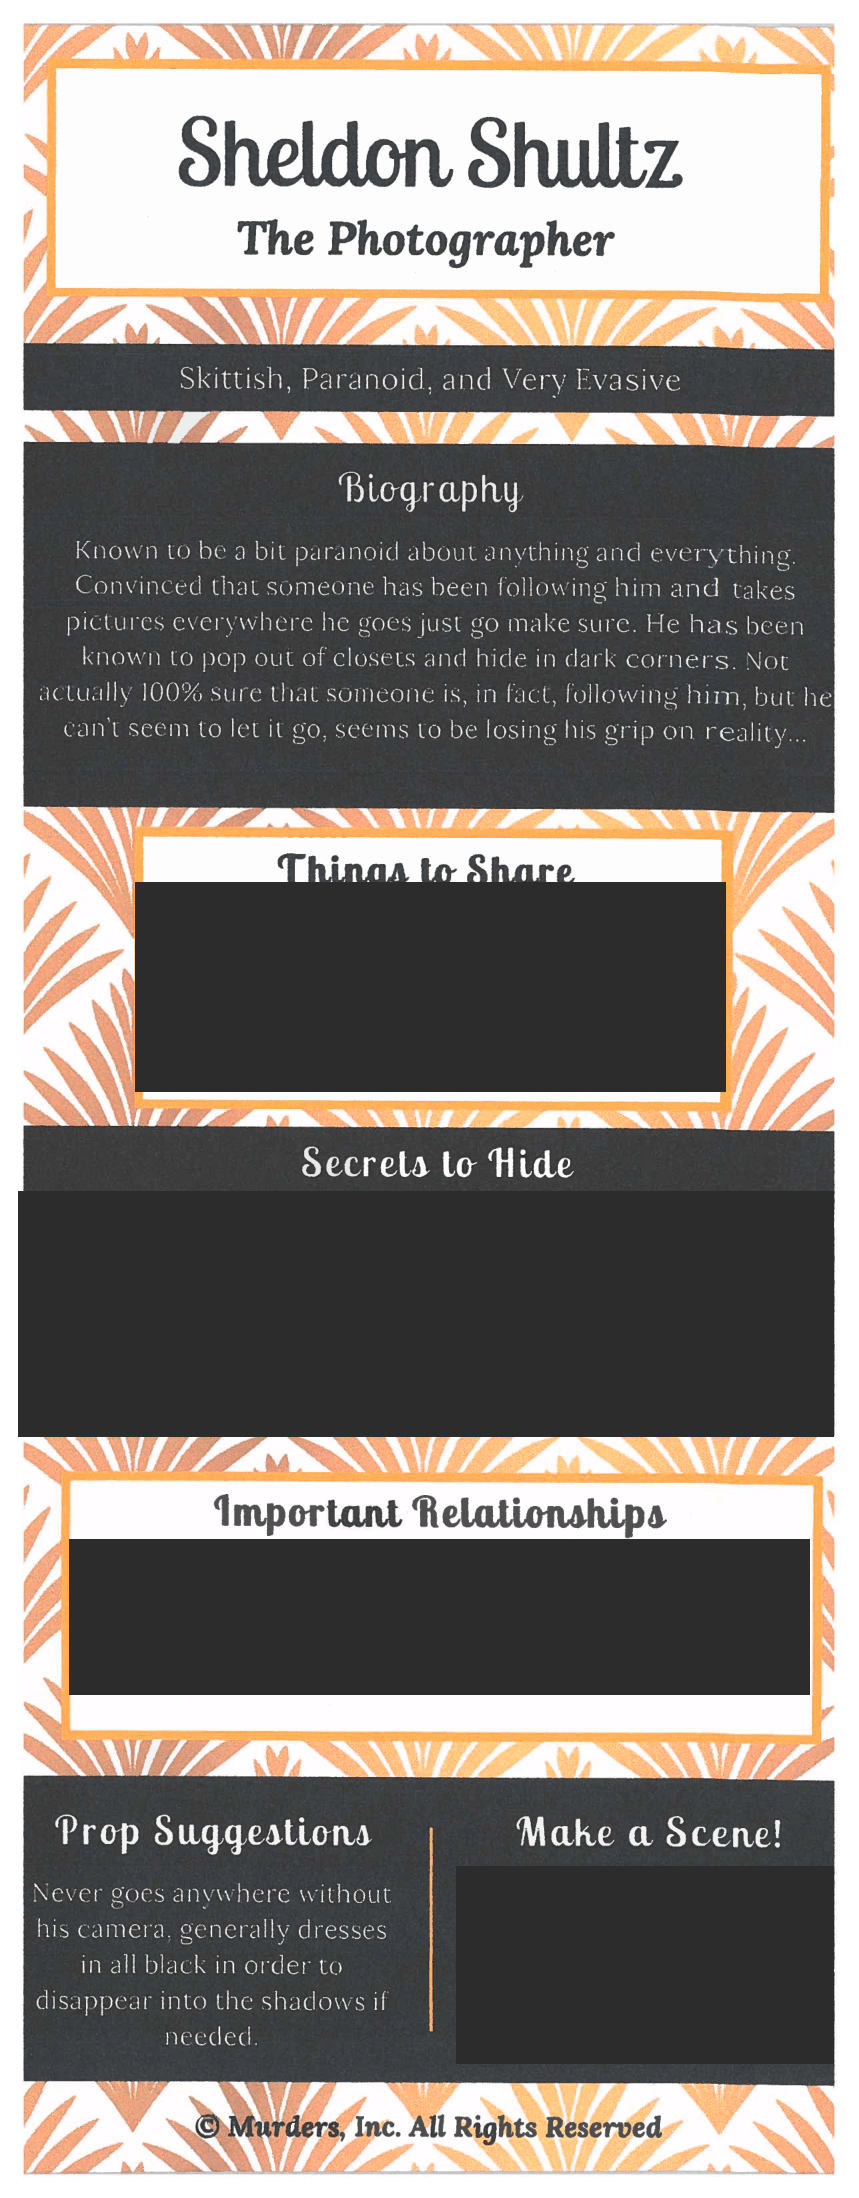 Sheldon Shultz
The Photographer
Skittish, Paranoid, and Very Evasive
Biography
Known to be a bit paranoid about anything and everything.
Convinced that someone has been following him and takes
pictures everywhere he goes just go make sure. He has been
known to pop out of closets and hide in dark corners. Not
actually 100% sure that someone is, in fact, following him, but he
can't seem to let it go, seems to be losing his grip on reality...
Things to Share
Secrets to Hide
Important Relationships
Prop Suggestions
Never goes anywhere without
his camera, generally dresses
in all black in order to
disappear into the shadows if
needed.
Make a Scene!
© Murders, Inc. All Rights Reserved